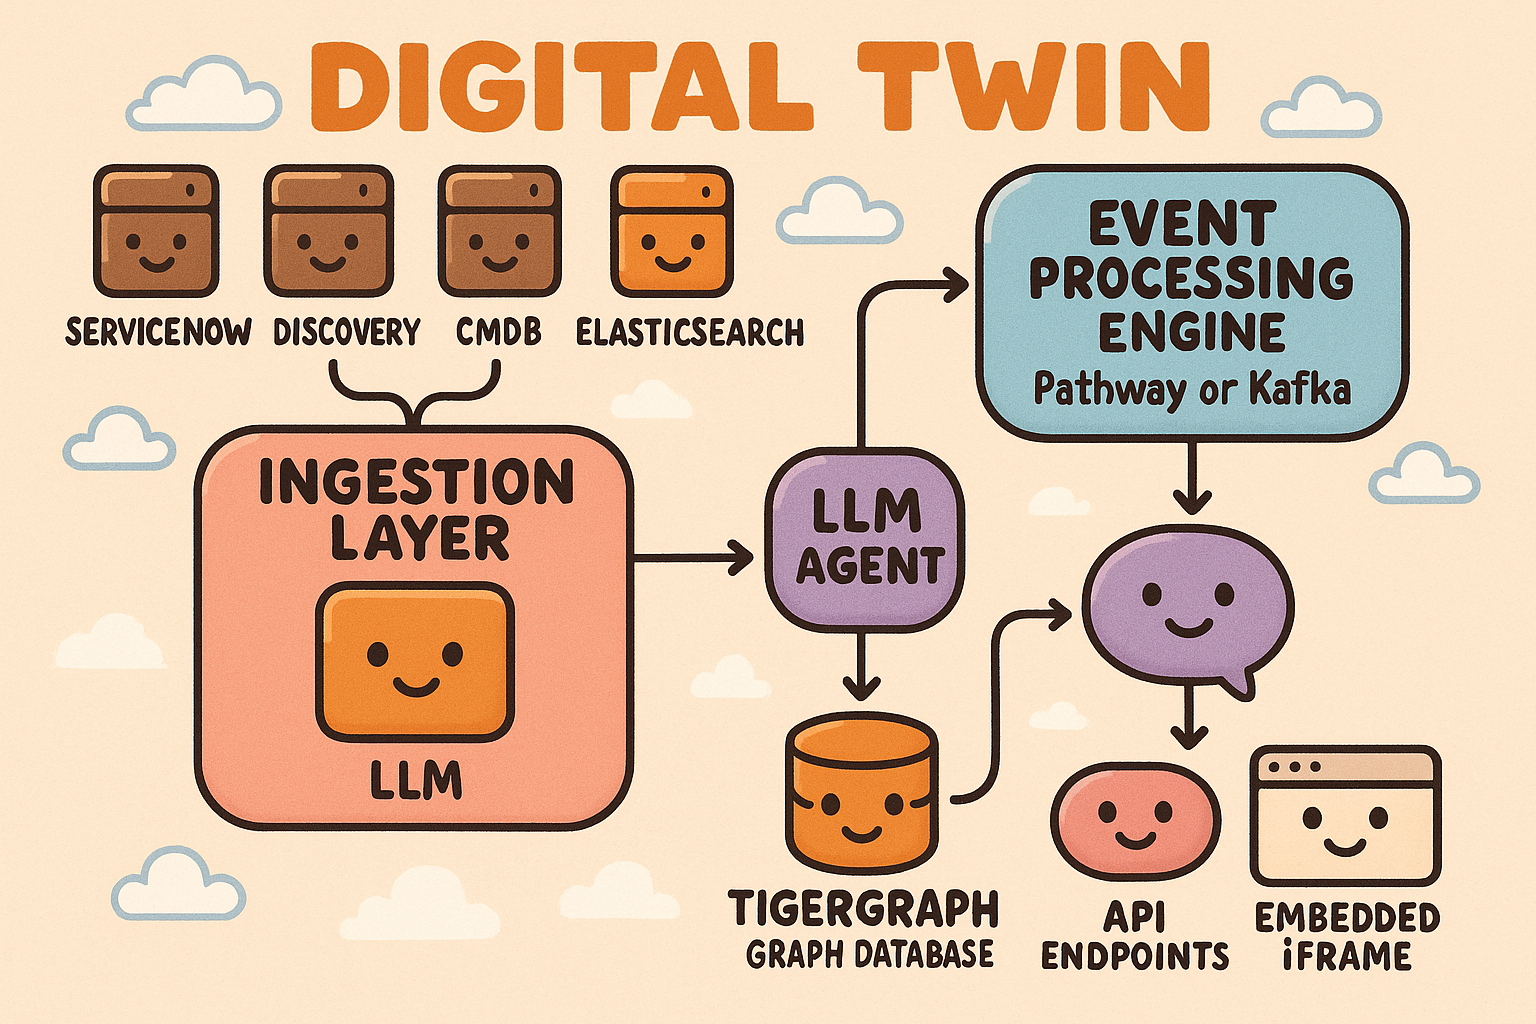 DIGITAL TWIN
SERVICENOW
DISCOVERY
CMDB
ELASTICSEARCH
EVENT
PROCESSING
ENGINE
Pathway or Kafka
INGESTION
LAYER
LLM
LLM
AGENT
TIGERGRAPH
GRAPH DATABASE
API
ENDPOINTS
EMBEDDED
iFRAME